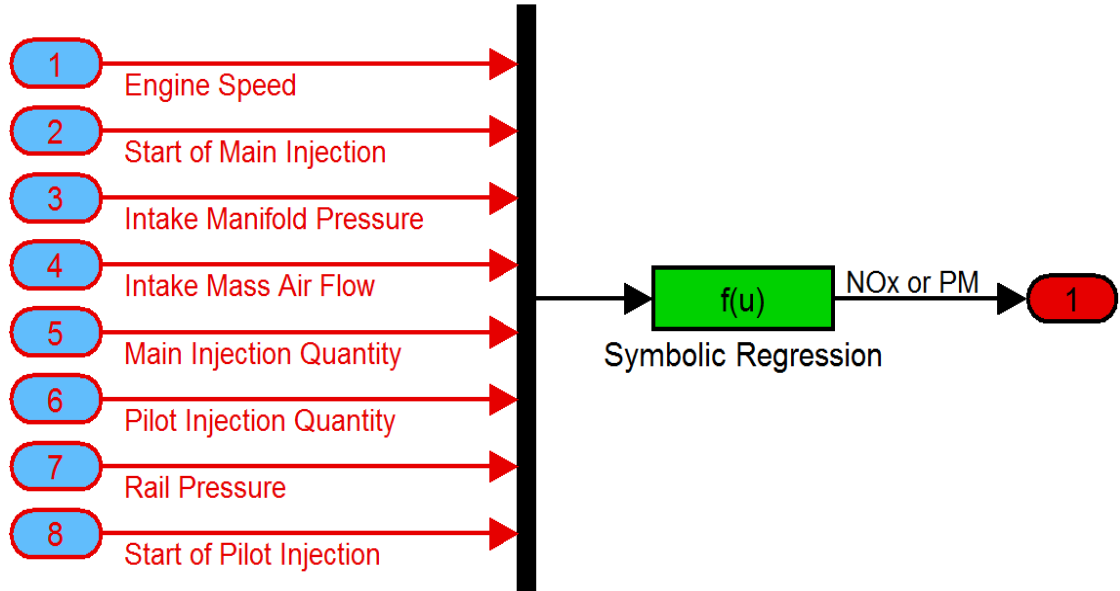 1
Engine Speed
2
Start of Main Injection
3
Intake Manifold Pressure
4
Intake Mass Air Flow
5
Main Injection Quantity
6
Pilot Injection Quantity
7
Rail Pressure
8
Start of Pilot Injection
f(u)
Symbolic Regression
NOx or PM
1